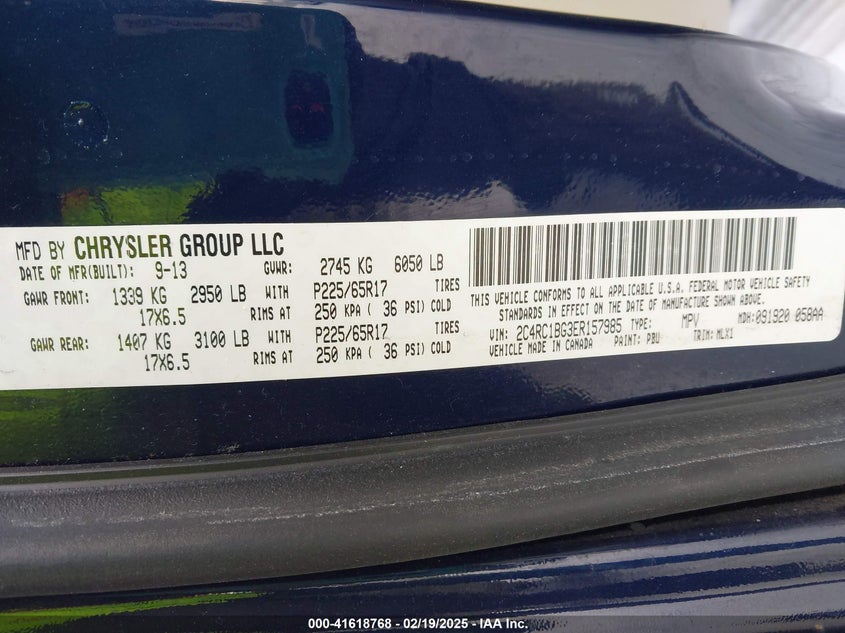 MFD BY CHRYSLER GROUP LLC
DATE OF MFR(BUILT): 9-13 GVWR: 2745 KG 6050 LB
GAWR FRONT: 1339 KG 2950 LB WITH P225/65R17 TIRES
17X6.5 RIMS AT 250 KPA ( 36 PSI) COLD
GAWR REAR: 1407 KG 3100 LB WITH P225/65R17 TIRES
17X6.5 RIMS AT 250 KPA ( 36 PSI) COLD
THIS VEHICLE CONFORMS TO ALL APPLICABLE U.S.A. FEDERAL MOTOR VEHICLE SAFETY
STANDARDS IN EFFECT ON THE DATE OF MANUFACTURE SHOWN ABOVE.
VIN: 2C4RC1BG3ER157985 TYPE: MPV MDH: 091920 058AA
VEHICLE MADE IN CANADA PAINT: PBU TRIM: MLX1
000-41618768 - 02/19/2025 - IAA